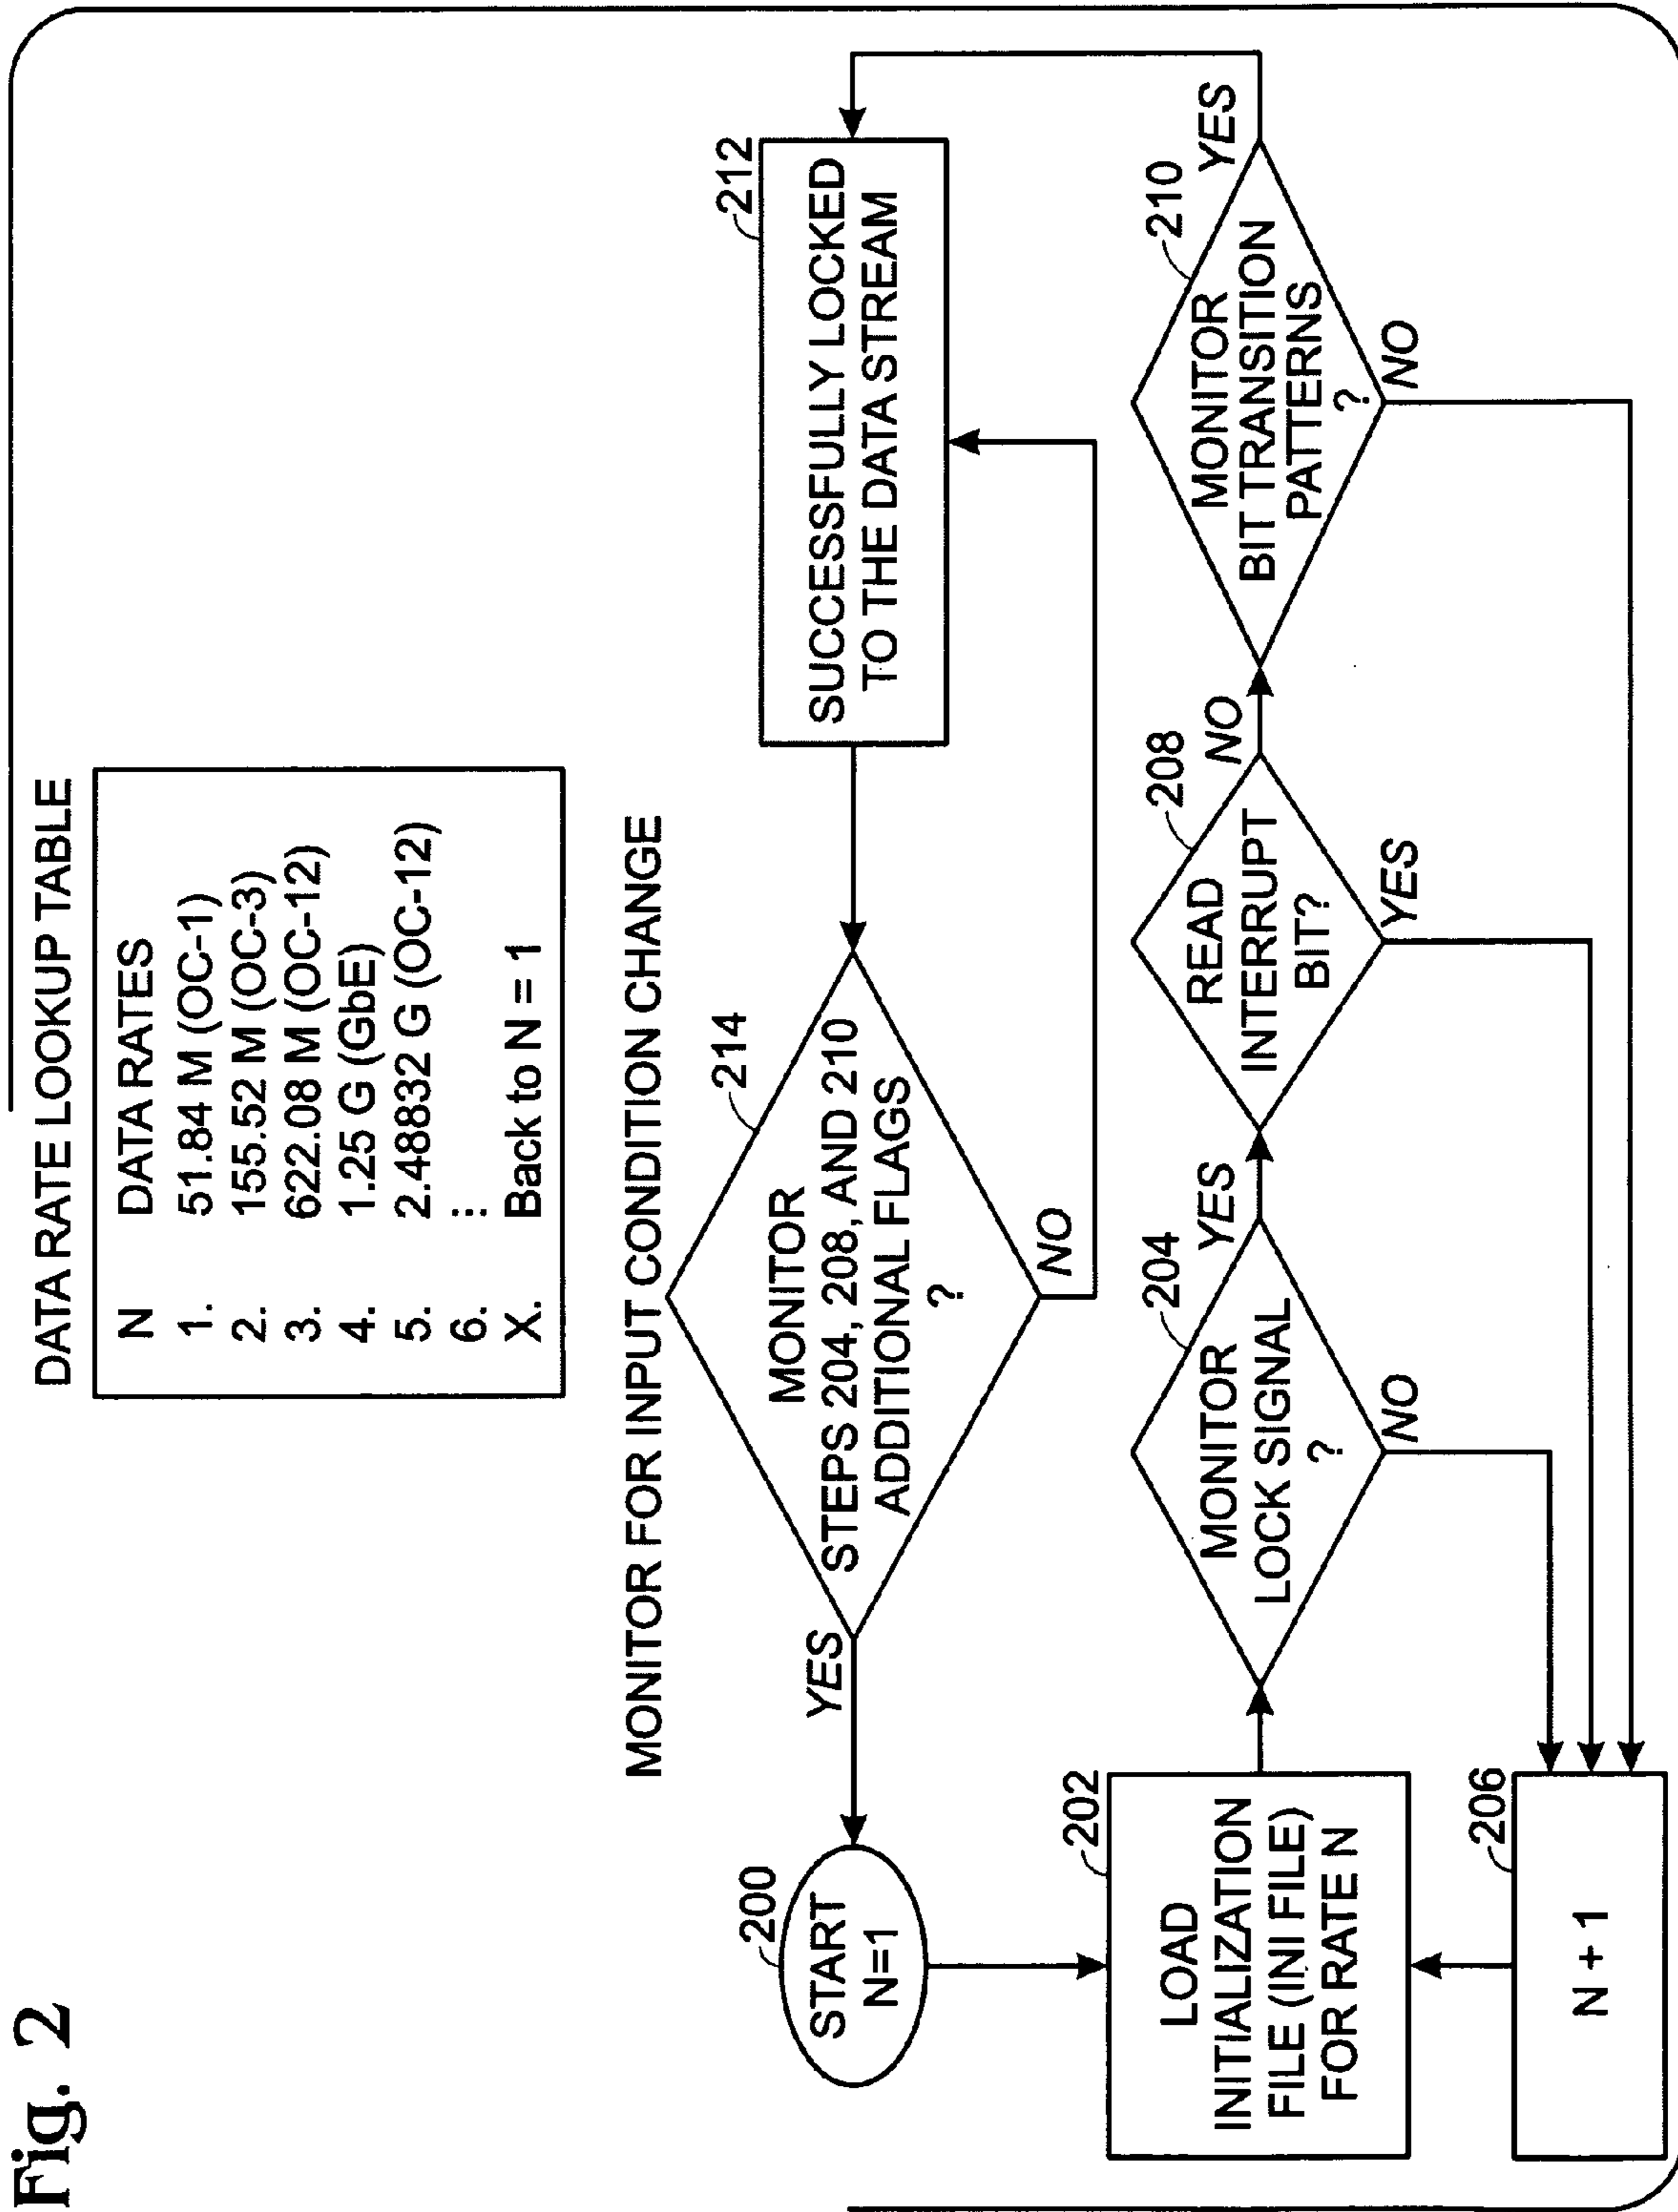 Fig. 2
DATA RATE LOOKUP TABLE
N DATA RATES
1. 51.84 M (OC-1)
2. 155.52 M (OC-3)
3. 622.08 M (OC-12)
4. 1.25 G (GbE)
5. 2.48832 G (OC-12)
6. ⋮
X. Back to N = 1
MONITOR FOR INPUT CONDITION CHANGE
200
START
N=1
YES
214
MONITOR
STEPS 204, 208, AND 210
ADDITIONAL FLAGS
?
NO
212
SUCCESSFULLY LOCKED
TO THE DATA STREAM
202
LOAD
INITIALIZATION
FILE (INI FILE)
FOR RATE N
204
MONITOR
LOCK SIGNAL
?
YES
NO
208
READ
INTERRUPT
BIT?
NO
YES
210
MONITOR
BIT TRANSITION
PATTERNS
?
YES
NO
206
N + 1